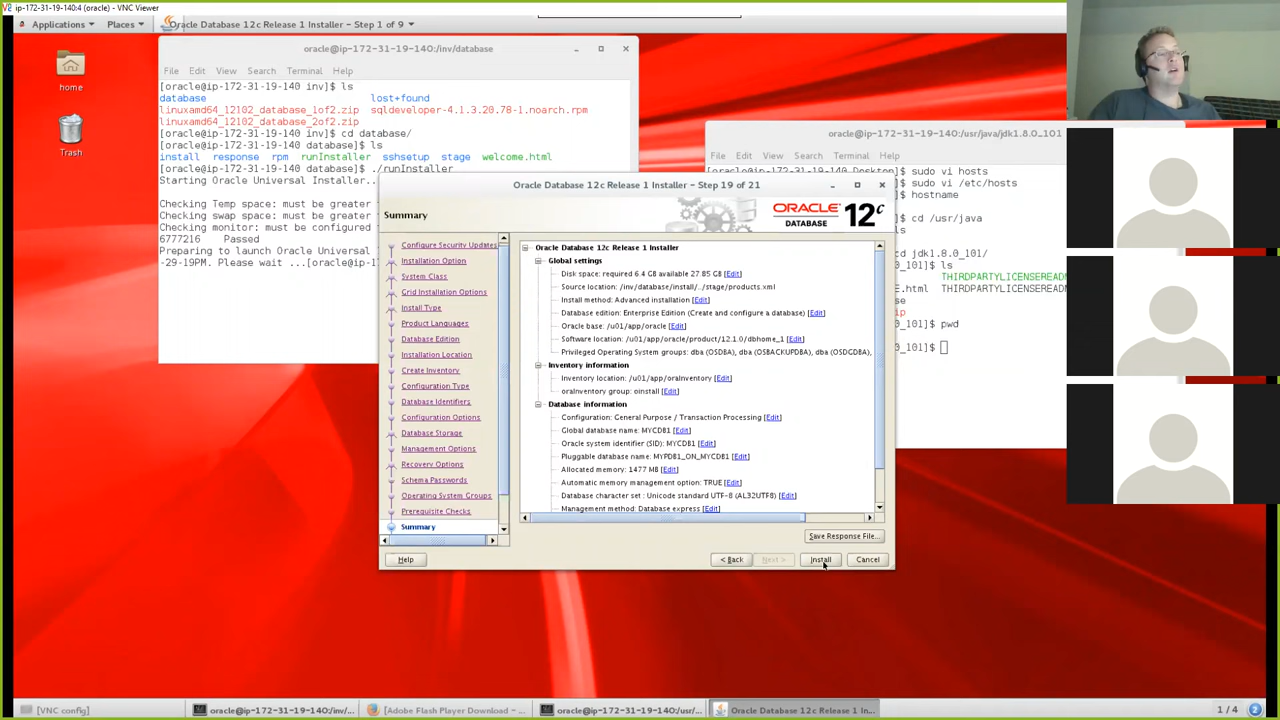 ip-172-31-19-140:4 (oracle) - VNC Viewer
Applications
Places
Oracle Database 12c Release 1 Installer - Step 1 of 9
home
Trash
oracle@ip-172-31-19-140:/inv/database
File Edit View Search Terminal Help
[oracle@ip-172-31-19-140 inv]$ ls
database lost+found
linuxamd64_12102_database_1of2.zip sqldeveloper-4.1.3.20.78-1.noarch.rpm
linuxamd64_12102_database_2of2.zip
[oracle@ip-172-31-19-140 inv]$ cd database/
[oracle@ip-172-31-19-140 database]$ ls
install response rpm runInstaller sshsetup stage welcome.html
[oracle@ip-172-31-19-140 database]$ ./runInstaller
Starting Oracle Universal Installer..
Checking Temp space: must be greater
Checking swap space: must be greater
Checking monitor: must be configured
6777216 Passed
Preparing to launch Oracle Universal
-29-19PM. Please wait ...[oracle@ip-1
oracle@ip-172-31-19-140:/usr/java/jdk1.8.0_101
File Edit View Search Terminal Help
[oracle@ip-172-31-19-140 Desktop]$ sudo vi hosts
sudo vi /etc/hosts
hostname
cd /usr/java
ls
cd jdk1.8.0_101/
0_101]$ ls
THIRDPARTYLICENSEREADM
E.html THIRDPARTYLICENSEREADM
se
ip
0_101]$ pwd
0_101]$
Oracle Database 12c Release 1 Installer - Step 19 of 21
Summary
ORACLE
DATABASE
12c
Configure Security Updates
Installation Option
System Class
Grid Installation Options
Install Type
Product Languages
Database Edition
Installation Location
Create Inventory
Configuration Type
Database Identifiers
Configuration Options
Database Storage
Management Options
Recovery Options
Schema Passwords
Operating System Groups
Prerequisite Checks
Summary
Oracle Database 12c Release 1 Installer
Global settings
Disk space: required 6.4 GB available 27.85 GB [Edit]
Source location: /inv/database/install/../stage/products.xml
Install method: Advanced installation [Edit]
Database edition: Enterprise Edition (Create and configure a database) [Edit]
Oracle base: /u01/app/oracle [Edit]
Software location: /u01/app/oracle/product/12.1.0/dbhome_1 [Edit]
Privileged Operating System groups: dba (OSDBA), dba (OSBACKUPDBA), dba (OSDGDBA),
Inventory information
Inventory location: /u01/app/oraInventory [Edit]
oraInventory group: oinstall [Edit]
Database information
Configuration: General Purpose / Transaction Processing [Edit]
Global database name: MYCDB1 [Edit]
Oracle system identifier (SID): MYCDB1 [Edit]
Pluggable database name: MYPDB1_ON_MYCDB1 [Edit]
Allocated memory: 1477 MB [Edit]
Automatic memory management option: TRUE [Edit]
Database character set : Unicode standard UTF-8 (AL32UTF8) [Edit]
Management method: Database express [Edit]
Save Response File...
Help
< Back
Next >
Install
Cancel
[VNC config]
oracle@ip-172-31-19-140:/inv/...
[Adobe Flash Player Download - ...
oracle@ip-172-31-19-140:/usr/...
Oracle Database 12c Release 1 In...
1 / 4
2